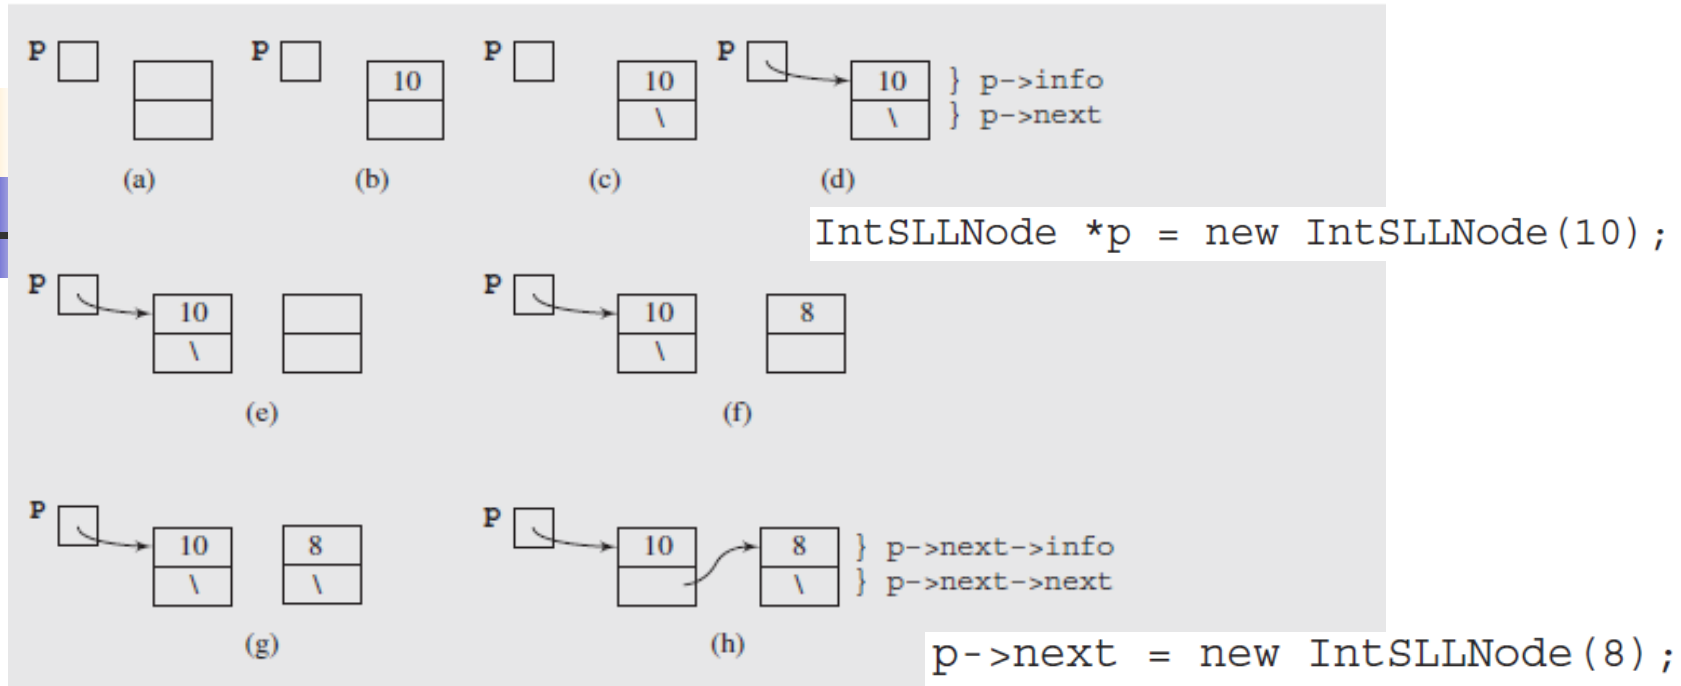 p p p p
10 10 10 } p->info
\ \ } p->next
(a) (b) (c) (d)
IntSLLNode *p = new IntSLLNode(10);
p p
10 10 8
\ \
(e) (f)
p p
10 8 10 8 } p->next->info
\ \ \ } p->next->next
(g) (h)
p->next = new IntSLLNode(8);